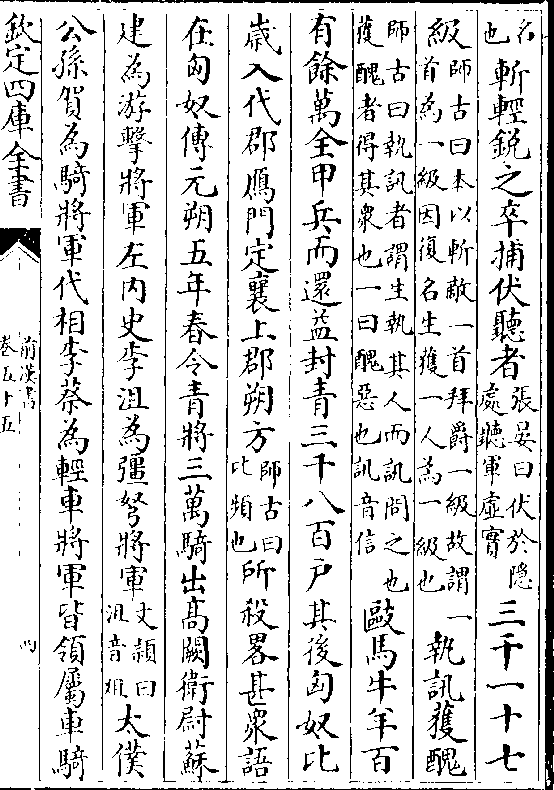 名也斬輕鋭之卒捕伏聽者張晏曰伏於隠處聽軍虛實三千一十七
級師古曰本以斬敵一首拜爵一級故謂一首為一級因復名生獲一人為一級也執訊獲醜
師古曰執訊者謂生執其人而訊問之也獲醜者得其衆也一曰醜惡也訊音信敺馬牛羊百
有餘萬全甲兵而還益封青三千八百戸其後匈奴比
歳入代郡鴈門定襄上郡朔方師古曰比頻也所殺畧甚衆語
在匈奴傳元朔五年春令青將三萬騎出髙闕衛尉蘇
建為游擊將軍左内史李沮為彊弩將軍文頴曰沮音俎太僕
公孫賀為騎將軍代相李蔡為輕車將軍皆領屬車騎
欽定四庫全書
前漢書
卷五十五
四